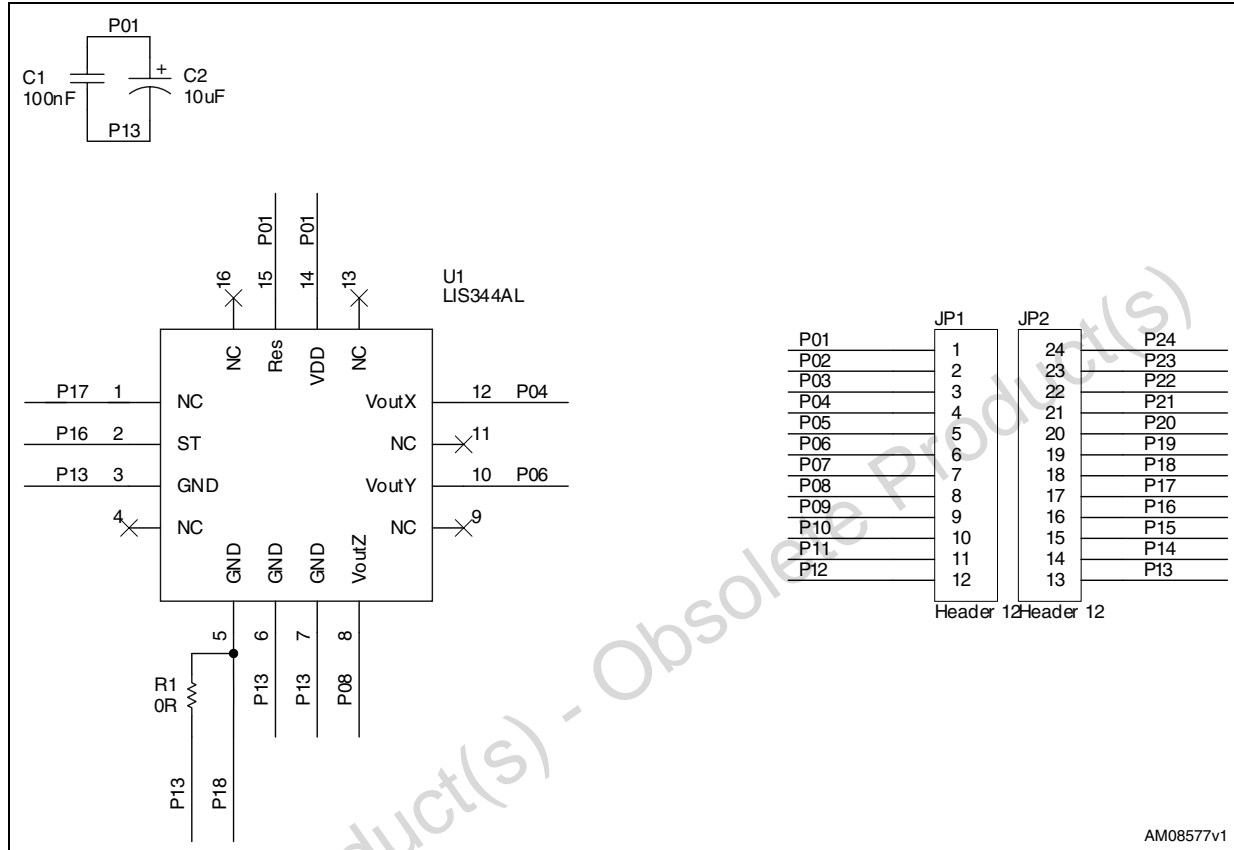 P01
C1
100nF
+
C2
10uF
P13
P01
P01
16
15
14
13
U1
LIS344AL
NC
Res
VDD
NC
P17 1 NC
P16 2 ST
P13 3 GND
4 NC
VoutX 12 P04
NC 11
VoutY 10 P06
NC 9
GND
GND
GND
VoutZ
5
6
7
8
R1
0R
P13
P18
P13
P13
P08
JP1
JP2
P01 1 24 P24
P02 2 23 P23
P03 3 22 P22
P04 4 21 P21
P05 5 20 P20
P06 6 19 P19
P07 7 18 P18
P08 8 17 P17
P09 9 16 P16
P10 10 15 P15
P11 11 14 P14
P12 12 13 P13
Header 12
Header 12
duct(s) - Obsolete Product(s)
AM08577v1